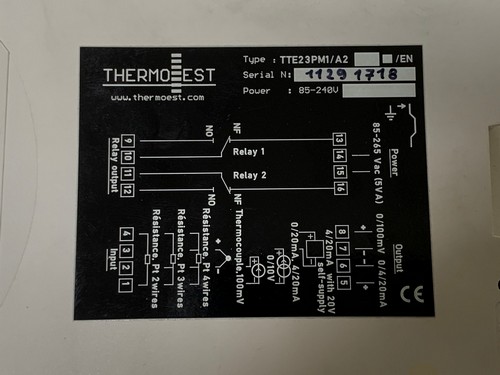 THERMOEST
www.thermoest.com
Type : TTE23PM1/A2 /EN
Serial N: 11291718
Power : 85-240V
9
10
11
12
Relay output
NO
NF
Relay 1
Relay 2
NO
NF
13
14
15
16
Power
85-265 Vac (5VA)
4
3
2
1
Input
Résistance, Pt 2wires
Résistance, Pt 3wires
Résistance, Pt 4wires
Thermocouple,100mV
0/10V
0/20mA, 4/20mA
4/20mA with 20V
self-supply
8
7
6
5
Output
0/100mV 0/4/20mA
CE